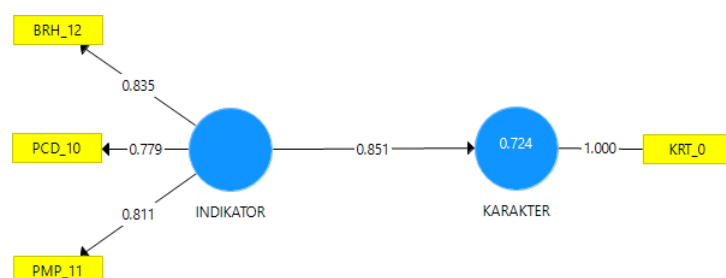 BRH_12
0.835
PCD_10
0.779
0.851
0.724
1.000
KRT_0
0.811
INDIKATOR
KARAKTER
PMP_11